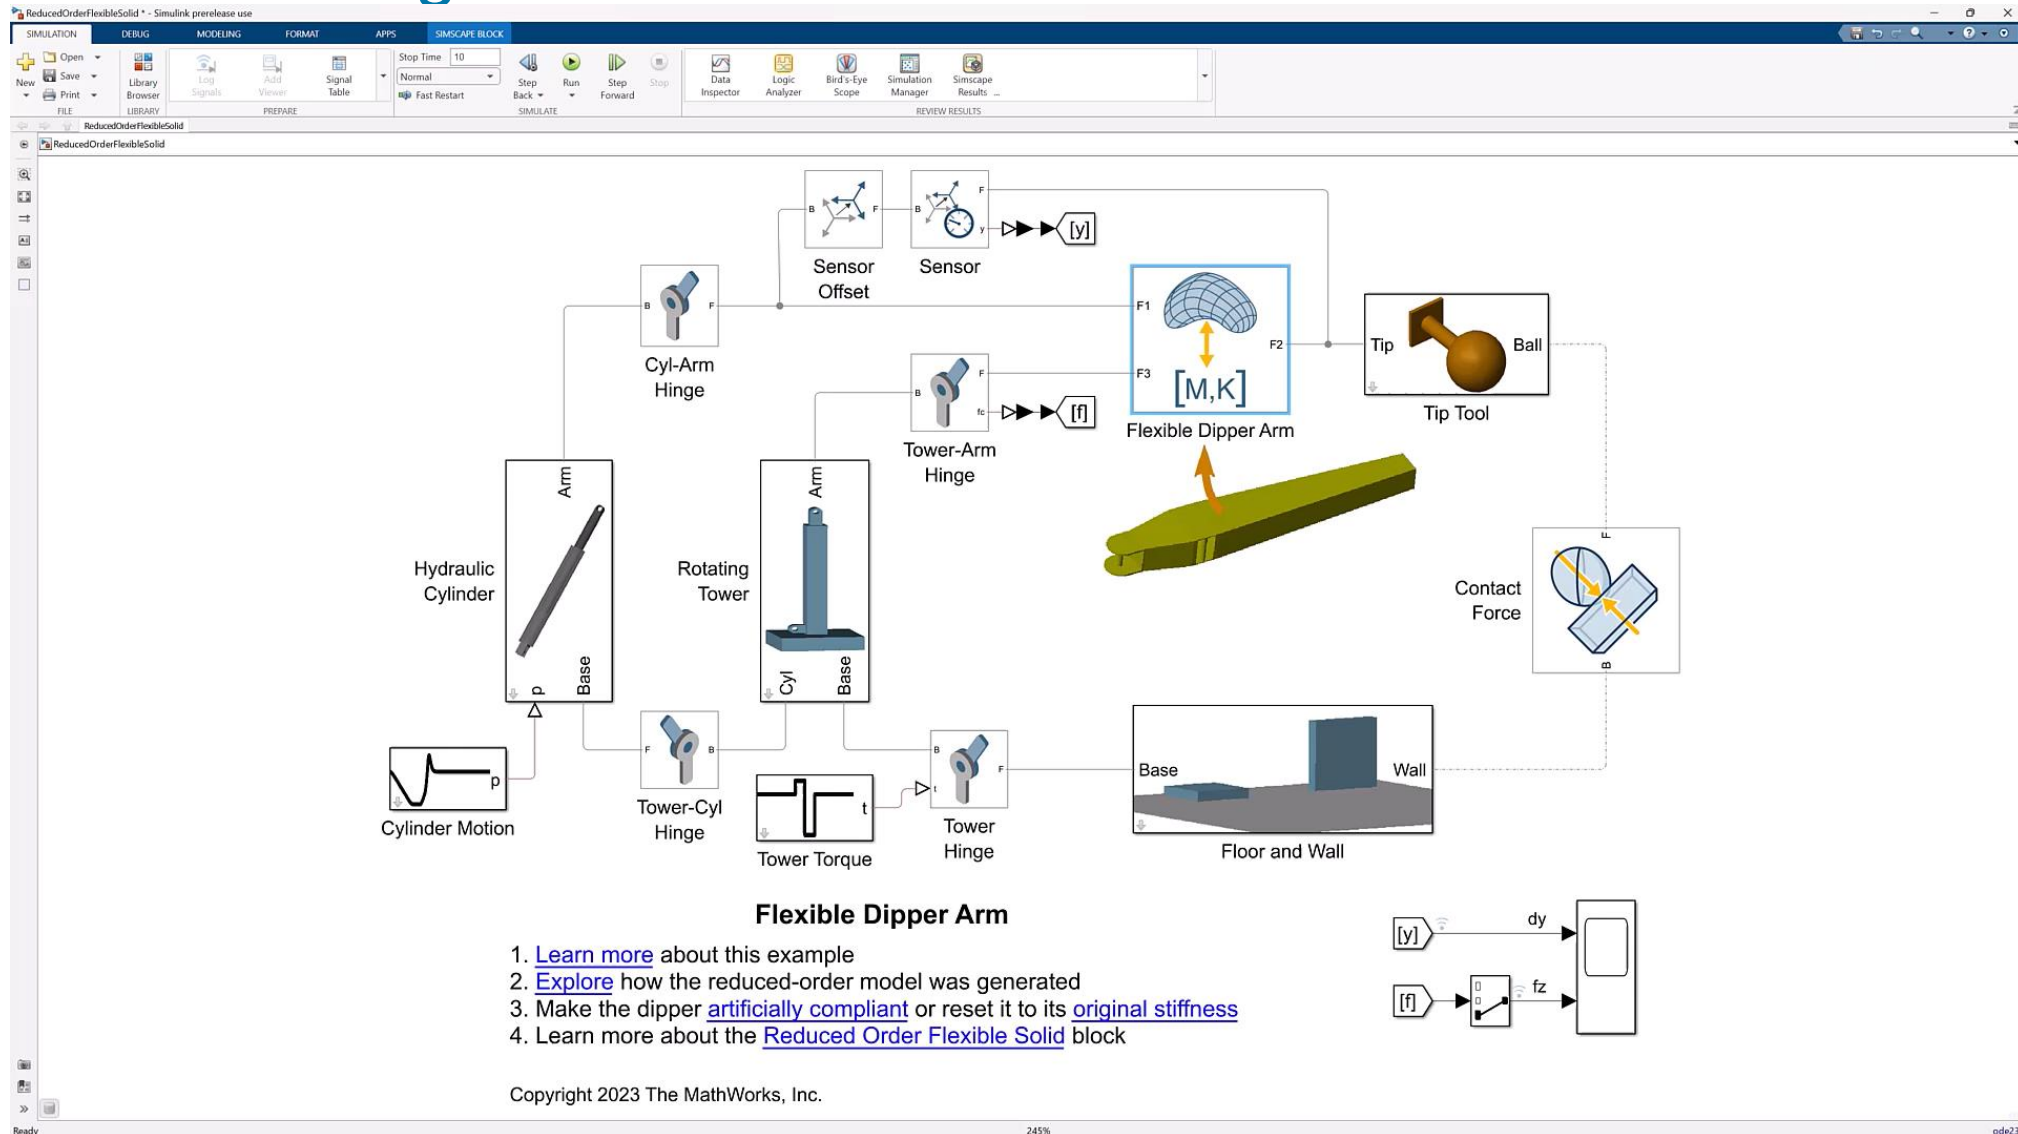 ReducedOrderFlexibleSolid * - Simulink prerelease use
SIMULATION DEBUG MODELING FORMAT APPS SIMSCAPE BLOCK
New
Open
Save
Print
FILE
Library
Browser
LIBRARY
Log
Signals
Add
Viewer
Signal
Table
PREPARE
Stop Time 10
Normal
Fast Restart
Step
Back
Run
Step
Forward
Stop
SIMULATE
Data
Inspector
Logic
Analyzer
Bird's-Eye
Scope
Simulation
Manager
Simscape
Results ...
REVIEW RESULTS
ReducedOrderFlexibleSolid
ReducedOrderFlexibleSolid
B F
Sensor
Offset
B F y
Sensor
[y]
B F
Cyl-Arm
Hinge
B F fc
Tower-Arm
Hinge
[f]
F1 F2 F3
[M,K]
Flexible Dipper Arm
Tip Ball
Tip Tool
Arm
Hydraulic
Cylinder
p Base
Arm
Rotating
Tower
Cyl Base
F
Contact
Force
B
p
Cylinder Motion
F B
Tower-Cyl
Hinge
t
Tower Torque
B F t
Tower
Hinge
Base Wall
Floor and Wall
Flexible Dipper Arm
1. Learn more about this example
2. Explore how the reduced-order model was generated
3. Make the dipper artificially compliant or reset it to its original stiffness
4. Learn more about the Reduced Order Flexible Solid block
Copyright 2023 The MathWorks, Inc.
[y] dy
[f] fz
Ready 245% ode23